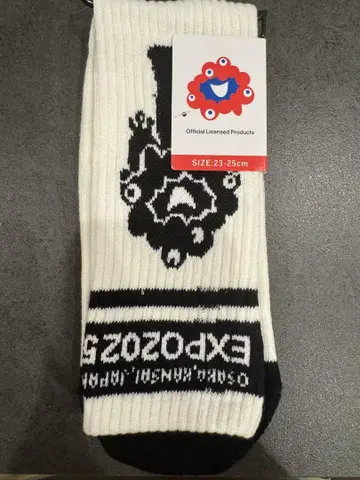 Official Licensed Products
SIZE:23-25cm
OSAKA,KANSAI,JAPAN
EXPO2025